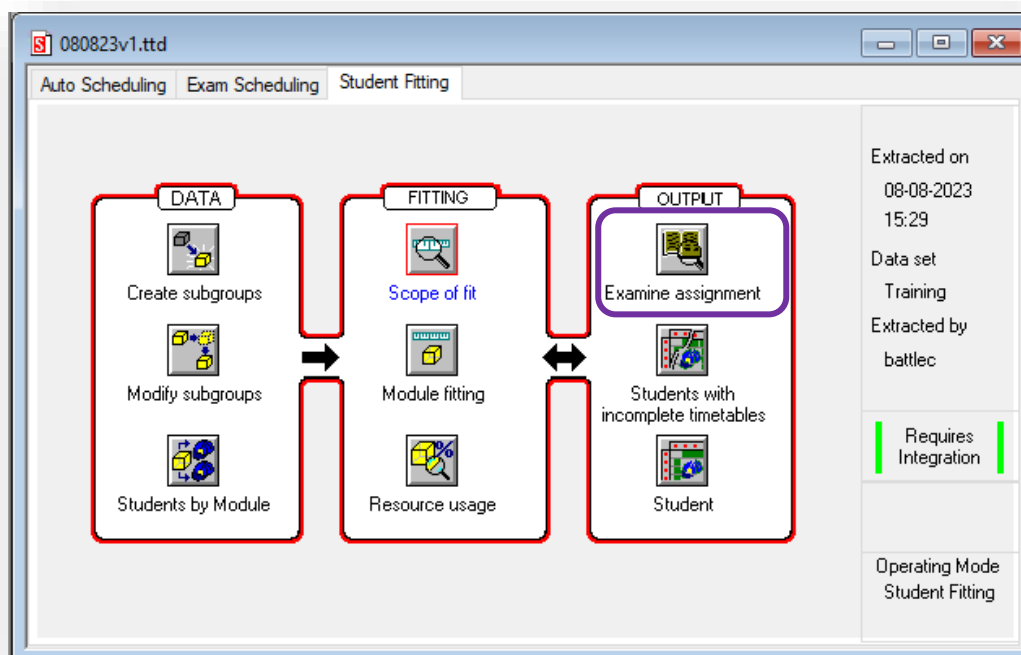 080823v1.ttd
Auto Scheduling Exam Scheduling Student Fitting
DATA
Create subgroups
Modify subgroups
Students by Module
FITTING
Scope of fit
Module fitting
Resource usage
OUTPUT
Examine assignment
Students with
incomplete timetables
Student
Extracted on
08-08-2023
15:29
Data set
Training
Extracted by
battlec
Requires
Integration
Operating Mode
Student Fitting